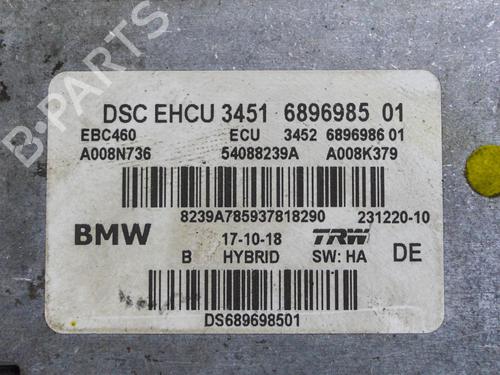 DSC EHCU 3451 6896985 01
EBC460 ECU 3452 6896986 01
A008N736 54088239A A008K379
8239A785937818290 231220-10
BMW 17-10-18 TRW
B HYBRID SW: HA DE
DS689698501
B-PARTS